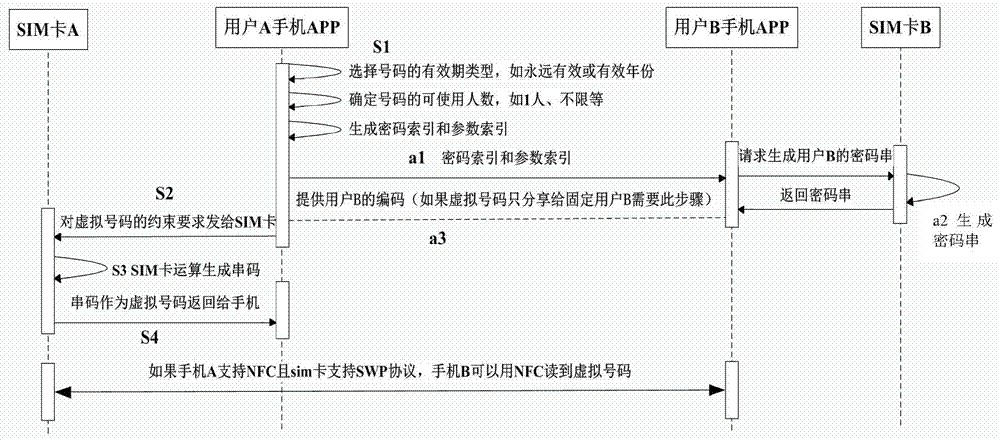 SIM卡A
用户A手机APP
用户B手机APP
SIM卡B
S1
选择号码的有效期类型，如永远有效或有效年份
确定号码的可使用人数，如1人、不限等
生成密码索引和参数索引
a1 密码索引和参数索引
请求生成用户B的密码串
S2
提供用户B的编码（如果虚拟号码只分享给固定用户B需要此步骤）
返回密码串
对虚拟号码的约束要求发给SIM卡
a3
a2 生成
密码串
S3 SIM卡运算生成串码
串码作为虚拟号码返回给手机
S4
如果手机A支持NFC且sim卡支持SWP协议，手机B可以用NFC读到虚拟号码